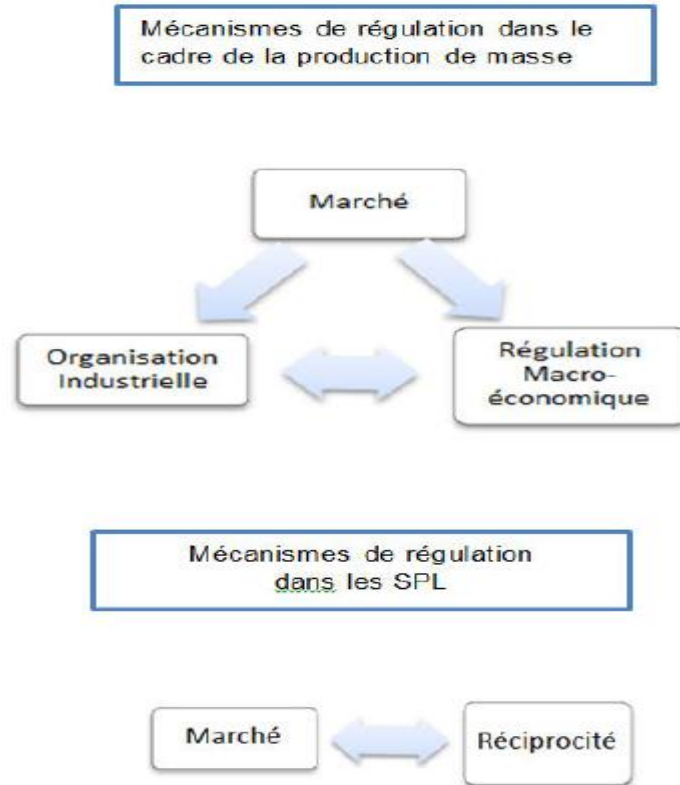 Mécanismes de régulation dans le
cadre de la production de masse
Marché
Organisation
Industrielle
Régulation
Macro-
économique
Mécanismes de régulation
dans les SPL
Marché
Réciprocité